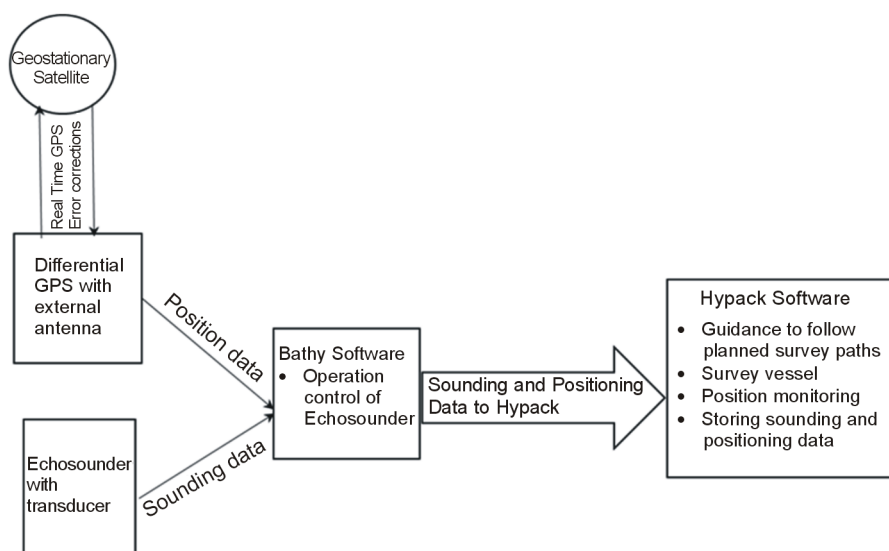 Geostationary
Satellite
Real Time GPS
Error corrections
Differential
GPS with
external
antenna
Position data
Echosounder
with
transducer
Sounding data
Bathy Software
• Operation
control of
Echosounder
Sounding and Positioning
Data to Hypack
Hypack Software
• Guidance to follow
planned survey paths
• Survey vessel
• Position monitoring
• Storing sounding and
positioning data